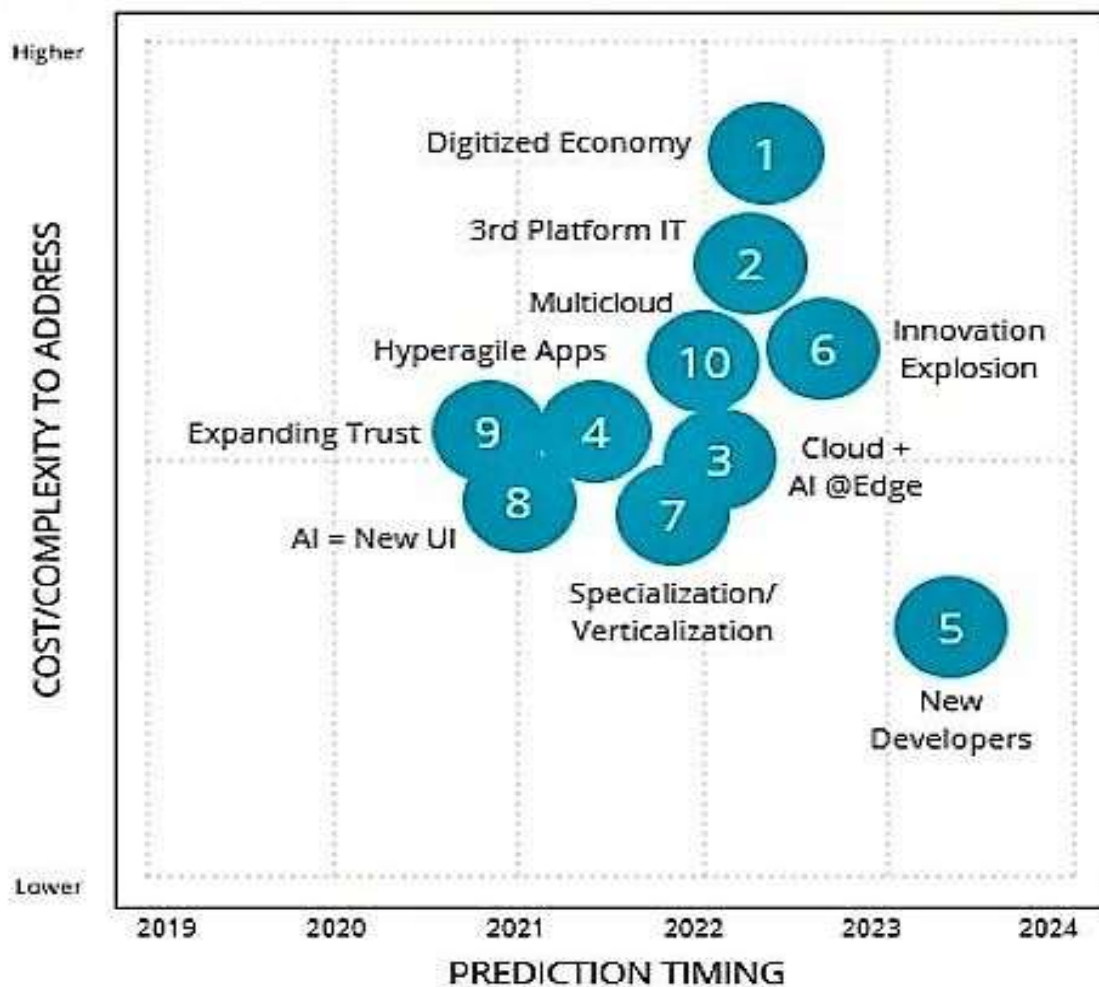 Higher
Digitized Economy
1
3rd Platform IT
2
Multicloud
Hyperagile Apps
10
6
Innovation
Explosion
Expanding Trust
9
4
3
Cloud +
AI @Edge
8
7
AI = New UI
Specialization/
Verticalization
5
New
Developers
COST/COMPLEXITY TO ADDRESS
Lower
2019 2020 2021 2022 2023 2024
PREDICTION TIMING